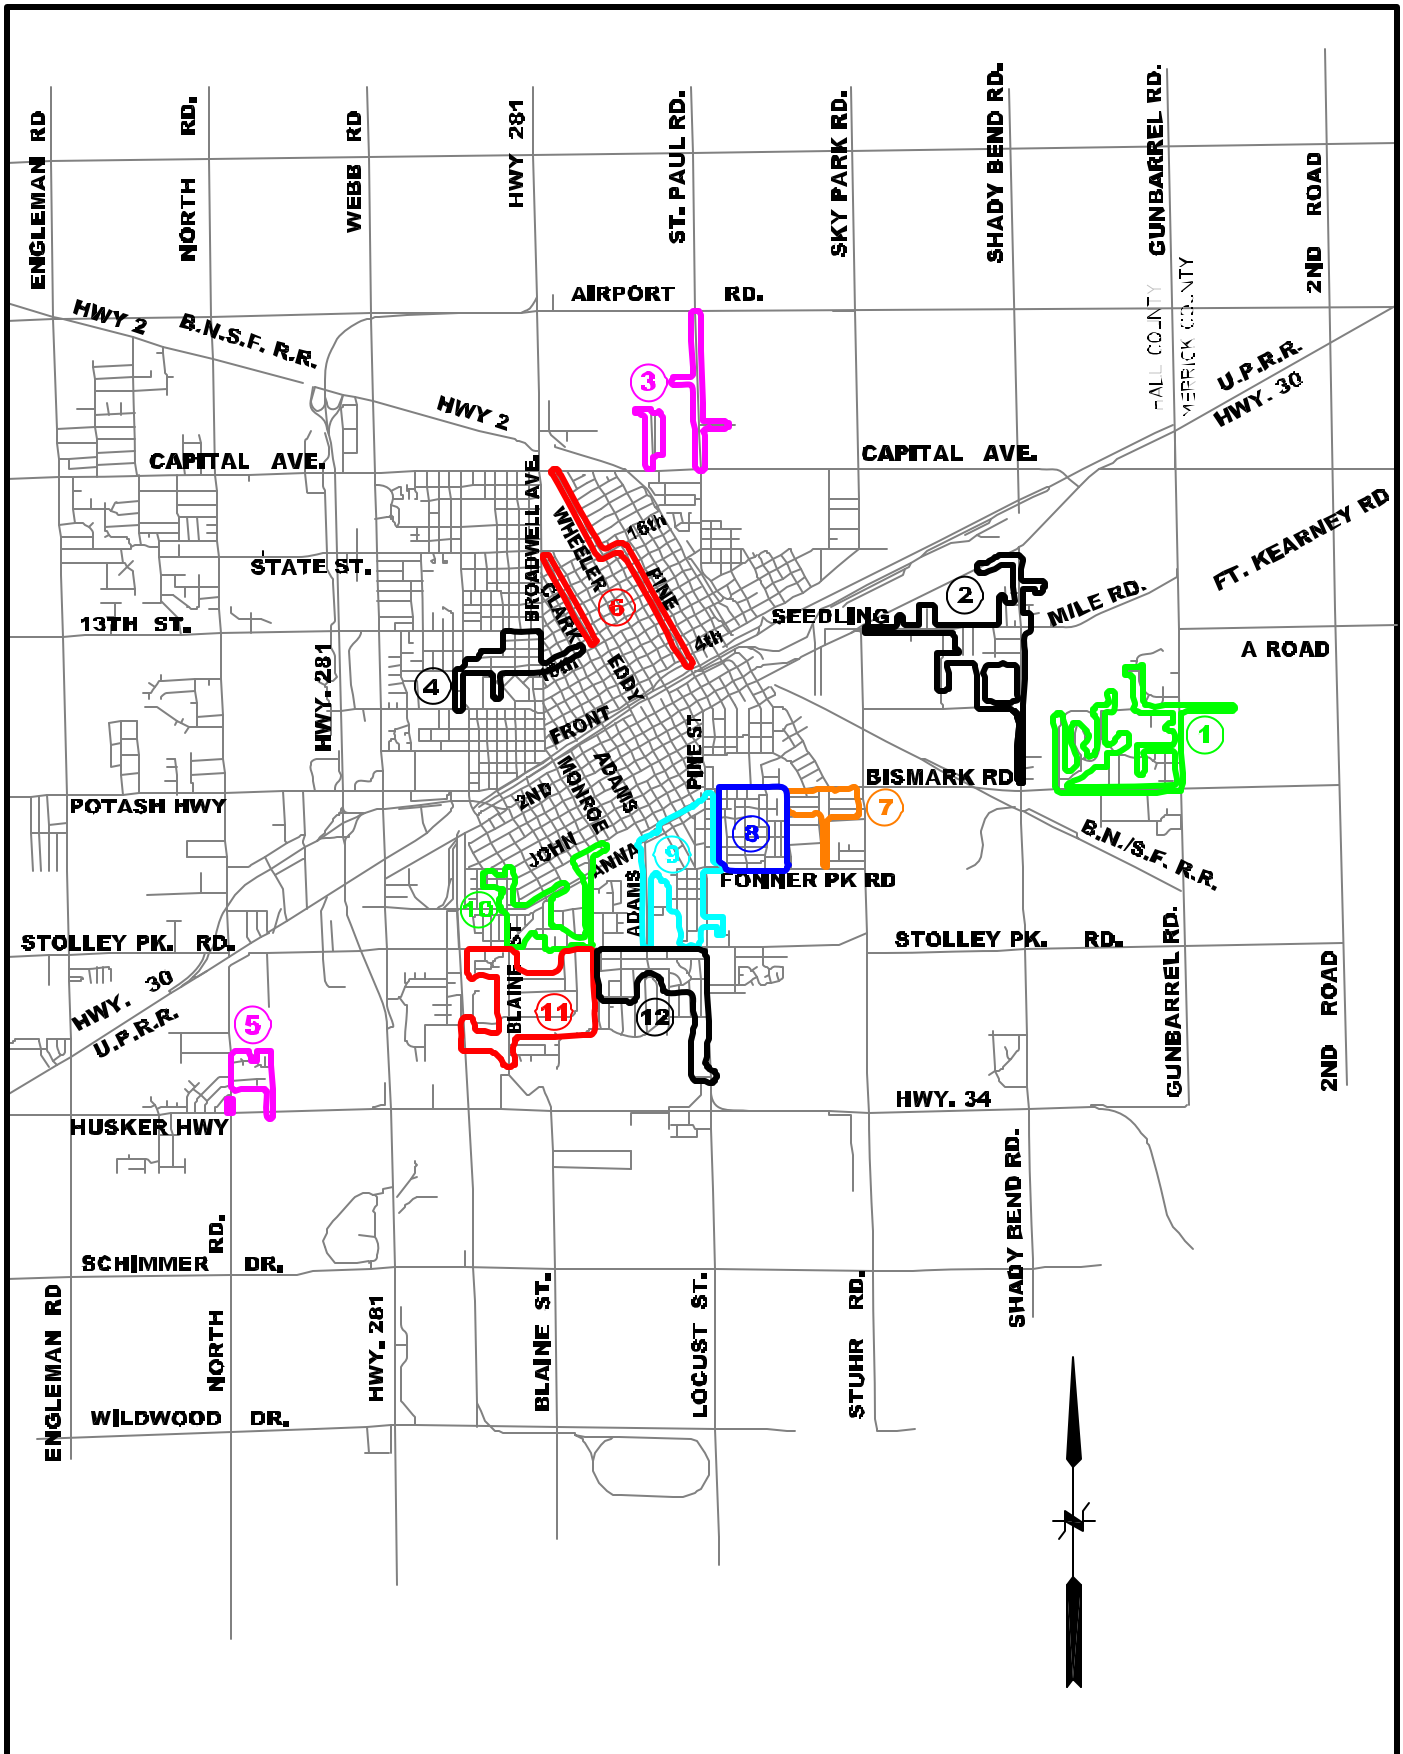 ENGLEMAN RD
NORTH RD.
WEBB RD
HWY 281
ST. PAUL RD.
SKY PARK RD.
SHADY BEND RD.
GUNBARREL RD.
2ND ROAD
HALL COUNTY
MERRICK COUNTY
AIRPORT RD.
HWY 2
B.N.S.F. R.R.
U.P.R.R.
HWY. 30
3
HWY 2
CAPITAL AVE.
CAPITAL AVE.
BROADWELL AVE.
WHEELER
16th
PINE
CLARK
6
FT. KEARNEY RD
STATE ST.
2
MILE RD.
SEEDLING
13TH ST.
4th
A ROAD
HWY. 281
4
10th
EDDY
FRONT
PINE ST
1
ADAMS
MONROE
2ND
BISMARK RD
POTASH HWY
7
8
9
JOHN
ANNA
ADAMS
FONNER PK RD
B.N./S.F. R.R.
10
STOLLEY PK. RD.
BLAINE ST.
STOLLEY PK. RD.
GUNBARREL RD.
2ND ROAD
HWY. 30
U.P.R.R.
5
11
12
HWY. 34
HUSKER HWY
SHADY BEND RD.
SCHIMMER DR.
ENGLEMAN RD
NORTH RD.
HWY. 281
BLAINE ST.
LOCUST ST.
STUHR RD.
WILDWOOD DR.
N